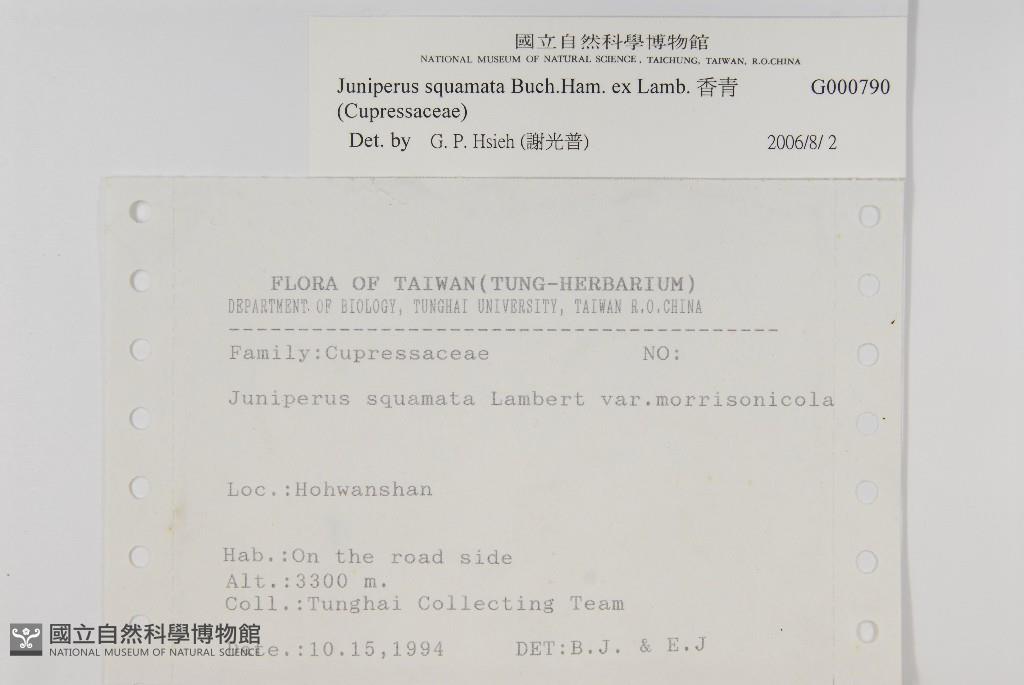 國立自然科學博物館
NATIONAL MUSEUM OF NATURAL SCIENCE, TAICHUNG, TAIWAN, R.O.CHINA
Juniperus squamata Buch.Ham. ex Lamb. 香青 G000790
(Cupressaceae)
Det. by G. P. Hsieh (謝光普) 2006/8/ 2
FLORA OF TAIWAN(TUNG-HERBARIUM)
DEPARTMENT OF BIOLOGY, TUNGHAI UNIVERSITY, TAIWAN R.O.CHINA
Family:Cupressaceae NO:
Juniperus squamata Lambert var.morrisonicola
Loc.:Hohwanshan
Hab.:On the road side
Alt.:3300 m.
Coll.:Tunghai Collecting Team
Date.:10.15,1994 DET:B.J. & E.J
國立自然科學博物館
NATIONAL MUSEUM OF NATURAL SCIENCE